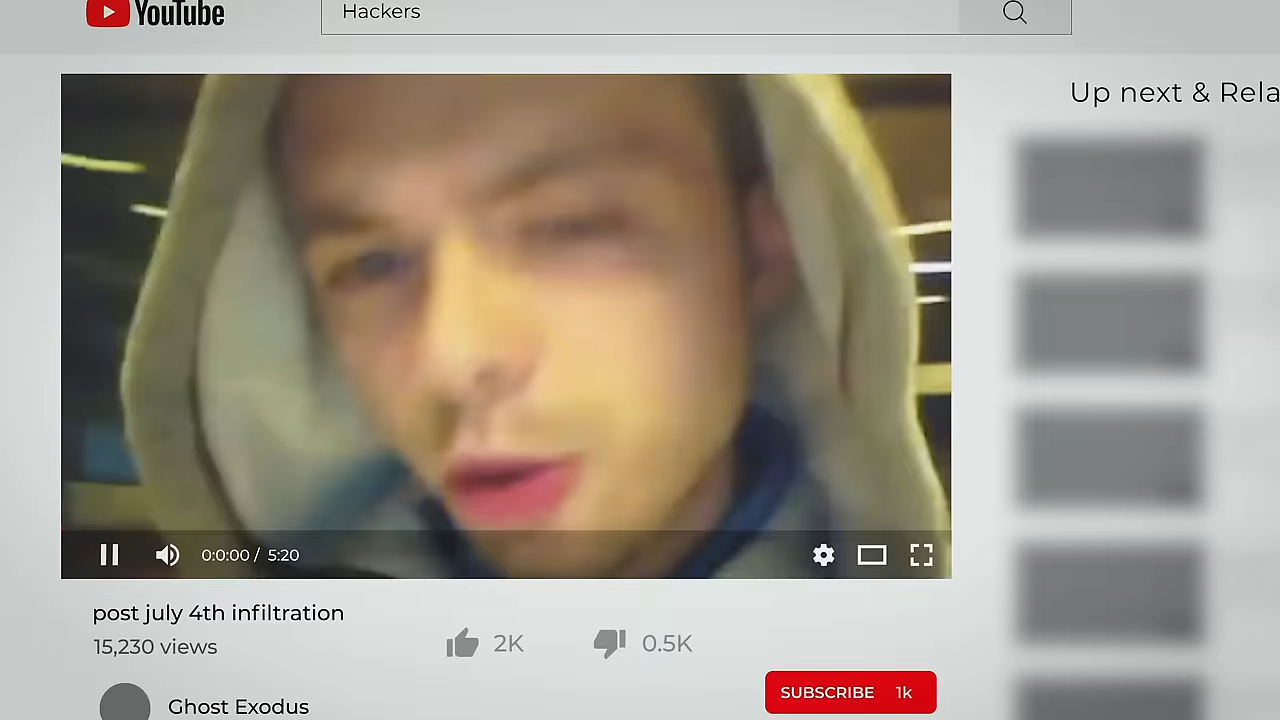 YouTube
Hackers
Up next & Rela
0:0:00 / 5:20
post july 4th infiltration
15,230 views
2K
0.5K
SUBSCRIBE 1k
Ghost Exodus